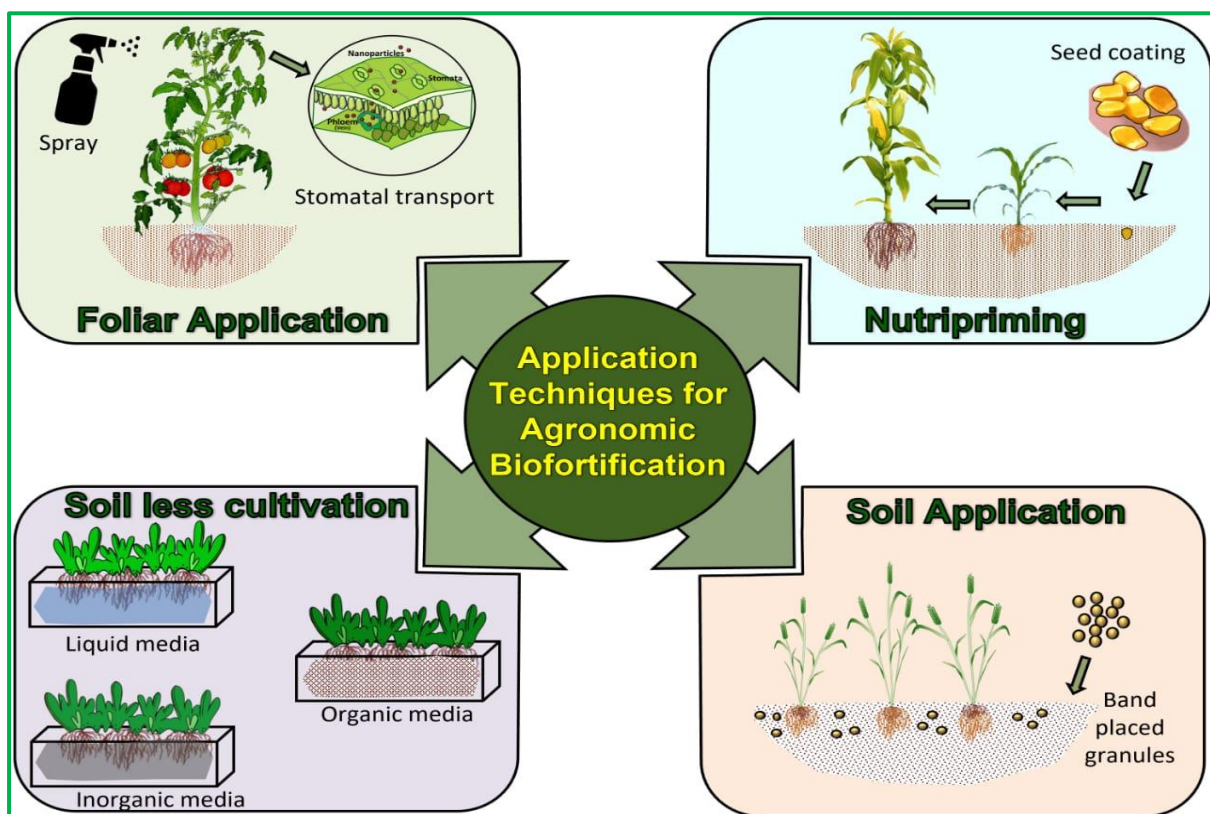 Spray
Nanoparticles
Stomata
Phloem
(Vein)
Stomatal transport
Foliar Application
Seed coating
Nutripriming
Application
Techniques for
Agronomic
Biofortification
Soil less cultivation
Liquid media
Organic media
Inorganic media
Soil Application
Band
placed
granules